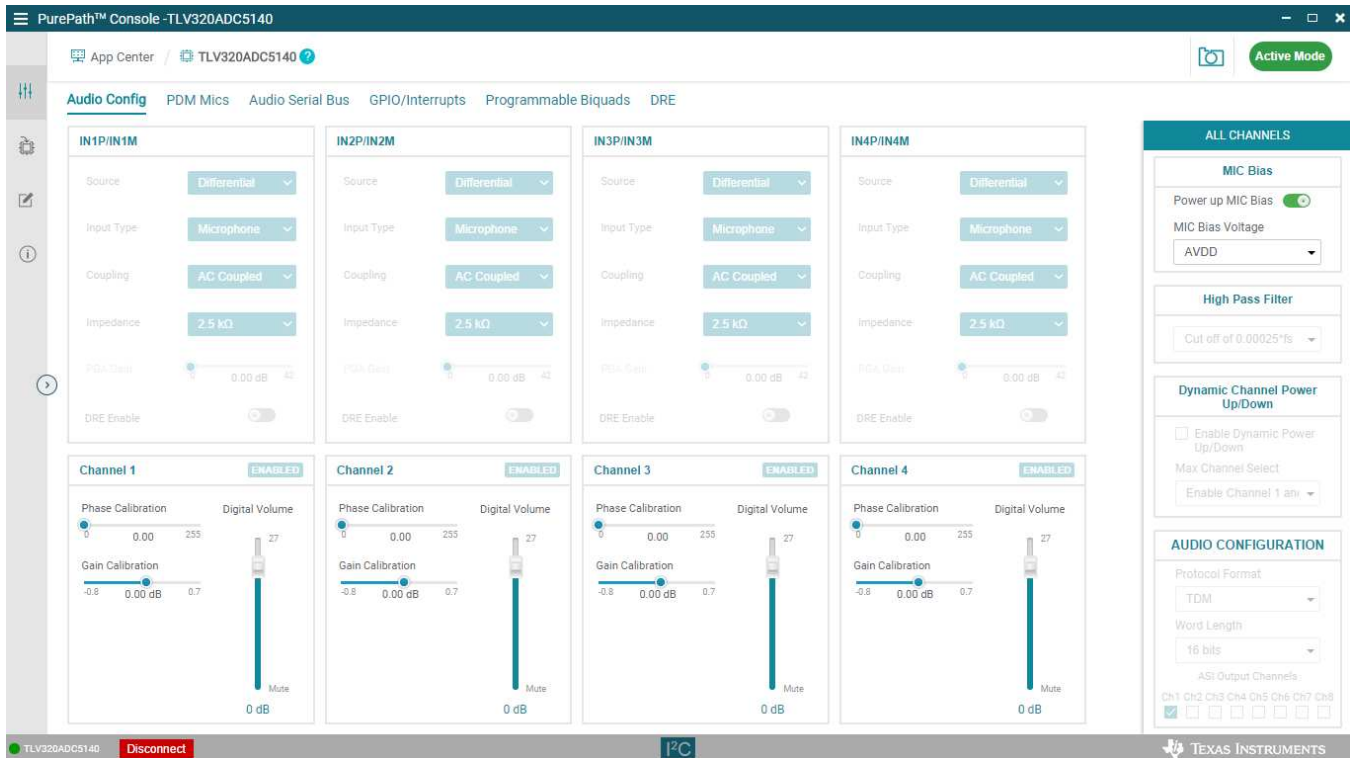 PurePath™ Console -TLV320ADC5140
App Center / TLV320ADC5140 ?
Active Mode
Audio Config PDM Mics Audio Serial Bus GPIO/Interrupts Programmable Biquads DRE
IN1P/IN1M
Source Differential
Input Type Microphone
Coupling AC Coupled
Impedance 2.5 kΩ
PGA Gain
0 0.00 dB 42
DRE Enable
IN2P/IN2M
Source Differential
Input Type Microphone
Coupling AC Coupled
Impedance 2.5 kΩ
PGA Gain
0 0.00 dB 42
DRE Enable
IN3P/IN3M
Source Differential
Input Type Microphone
Coupling AC Coupled
Impedance 2.5 kΩ
PGA Gain
0 0.00 dB 42
DRE Enable
IN4P/IN4M
Source Differential
Input Type Microphone
Coupling AC Coupled
Impedance 2.5 kΩ
PGA Gain
0 0.00 dB 42
DRE Enable
Channel 1 ENABLED
Phase Calibration Digital Volume
0 0.00 255 27
Gain Calibration
-0.8 0.00 dB 0.7
Mute
0 dB
Channel 2 ENABLED
Phase Calibration Digital Volume
0 0.00 255 27
Gain Calibration
-0.8 0.00 dB 0.7
Mute
0 dB
Channel 3 ENABLED
Phase Calibration Digital Volume
0 0.00 255 27
Gain Calibration
-0.8 0.00 dB 0.7
Mute
0 dB
Channel 4 ENABLED
Phase Calibration Digital Volume
0 0.00 255 27
Gain Calibration
-0.8 0.00 dB 0.7
Mute
0 dB
ALL CHANNELS
MIC Bias
Power up MIC Bias
MIC Bias Voltage
AVDD
High Pass Filter
Cut off of 0.00025*fs
Dynamic Channel Power
Up/Down
Enable Dynamic Power
Up/Down
Max Channel Select
Enable Channel 1 an
AUDIO CONFIGURATION
Protocol Format
TDM
Word Length
16 bits
ASI Output Channels
Ch1 Ch2 Ch3 Ch4 Ch5 Ch6 Ch7 Ch8
TLV320ADC5140 Disconnect I²C TEXAS INSTRUMENTS